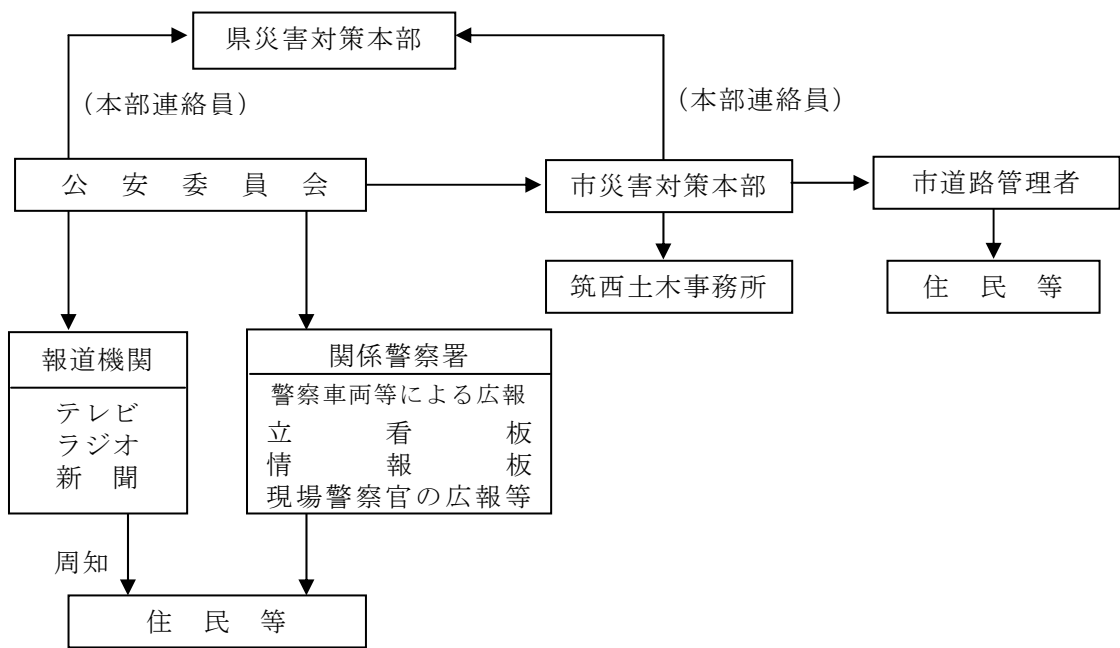 県災害対策本部
（本部連絡員）
（本部連絡員）
公　安　委　員　会
市災害対策本部
市道路管理者
筑西土木事務所
住　民　等
報道機関
テレビ
ラジオ
新　聞
関係警察署
警察車両等による広報
立　看　板
情　報　板
現場警察官の広報等
周知
住　民　等